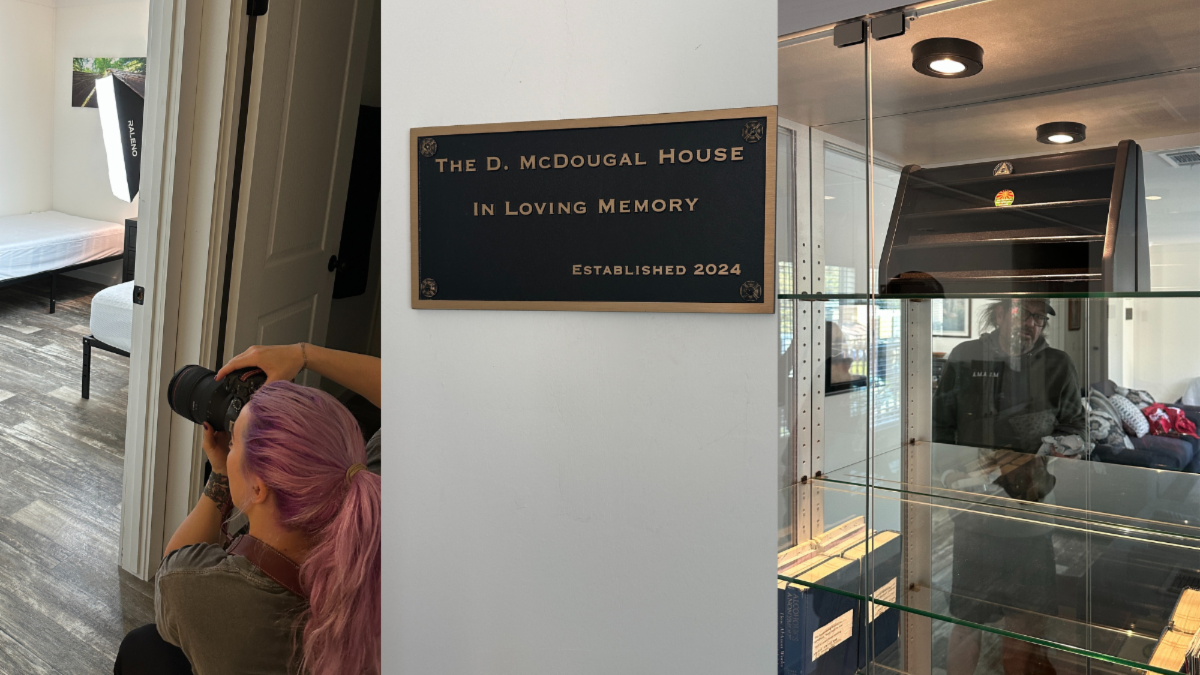 RALENO
THE D. MCDOUGAL HOUSE
IN LOVING MEMORY
ESTABLISHED 2024